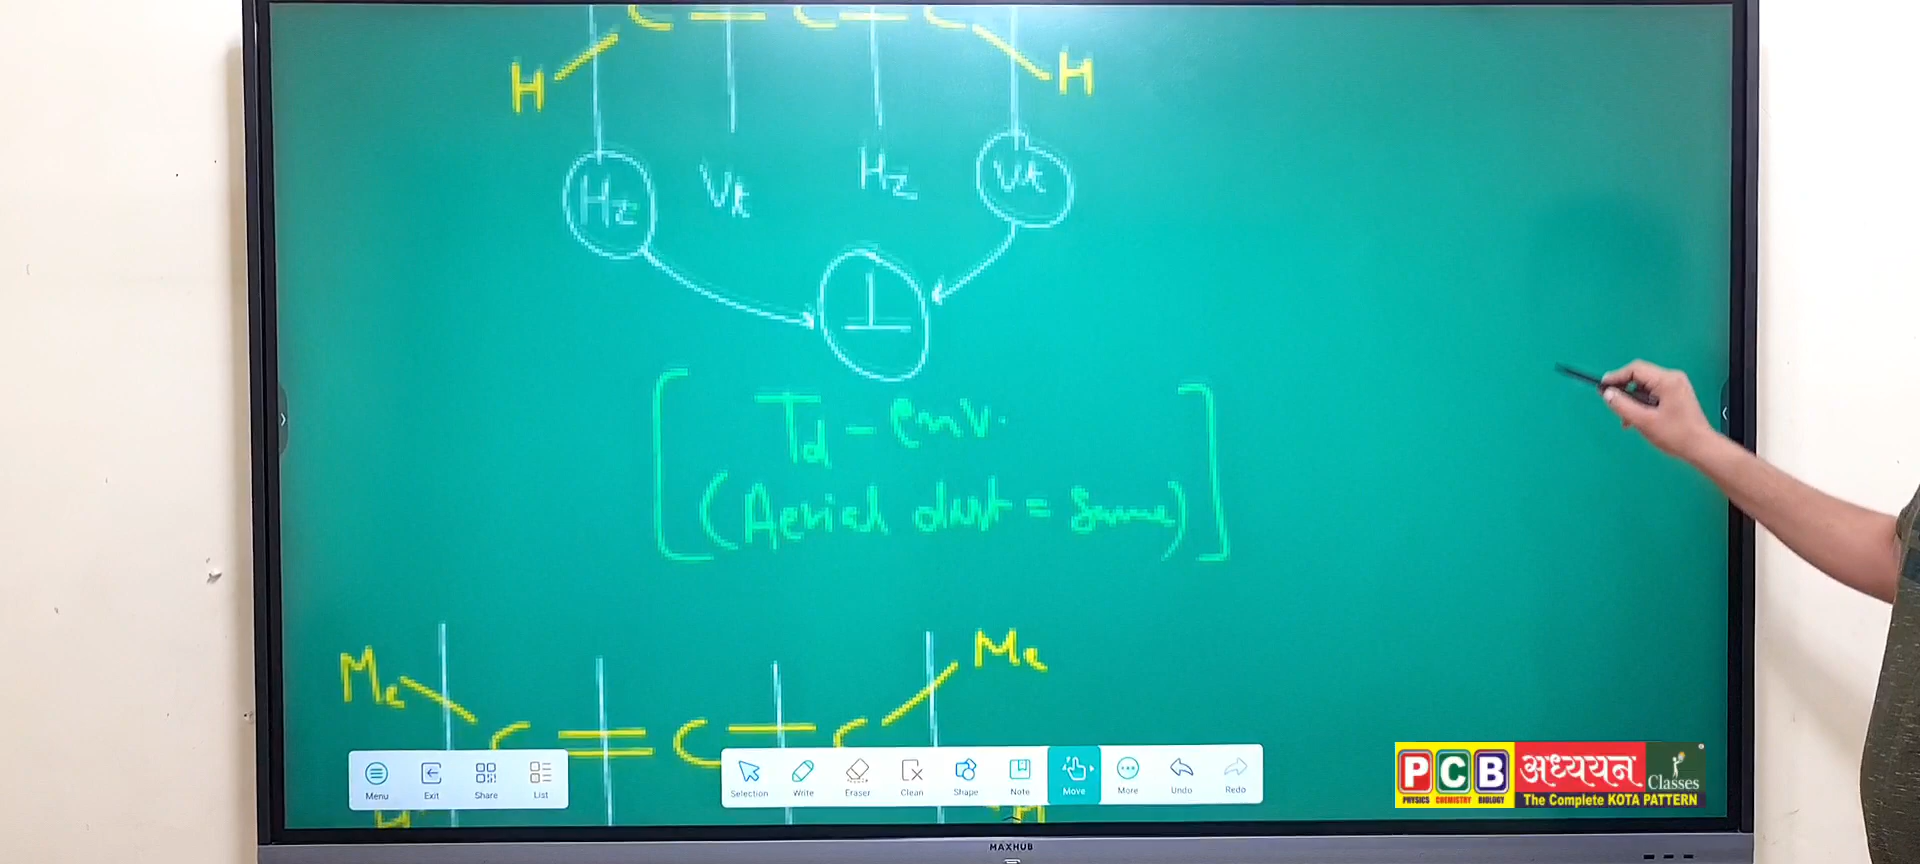 C = C = C
H H
Hz Vt Hz Vt
⊥
Td - env.
(Aerial dist = same)
Me Me
C = C = C
H H
Menu Exit Share List
Selection Write Eraser Clean Shape Note Move More Undo Redo
PCB अध्ययन Classes
PHYSICS CHEMISTRY BIOLOGY The Complete KOTA PATTERN
MAXHUB